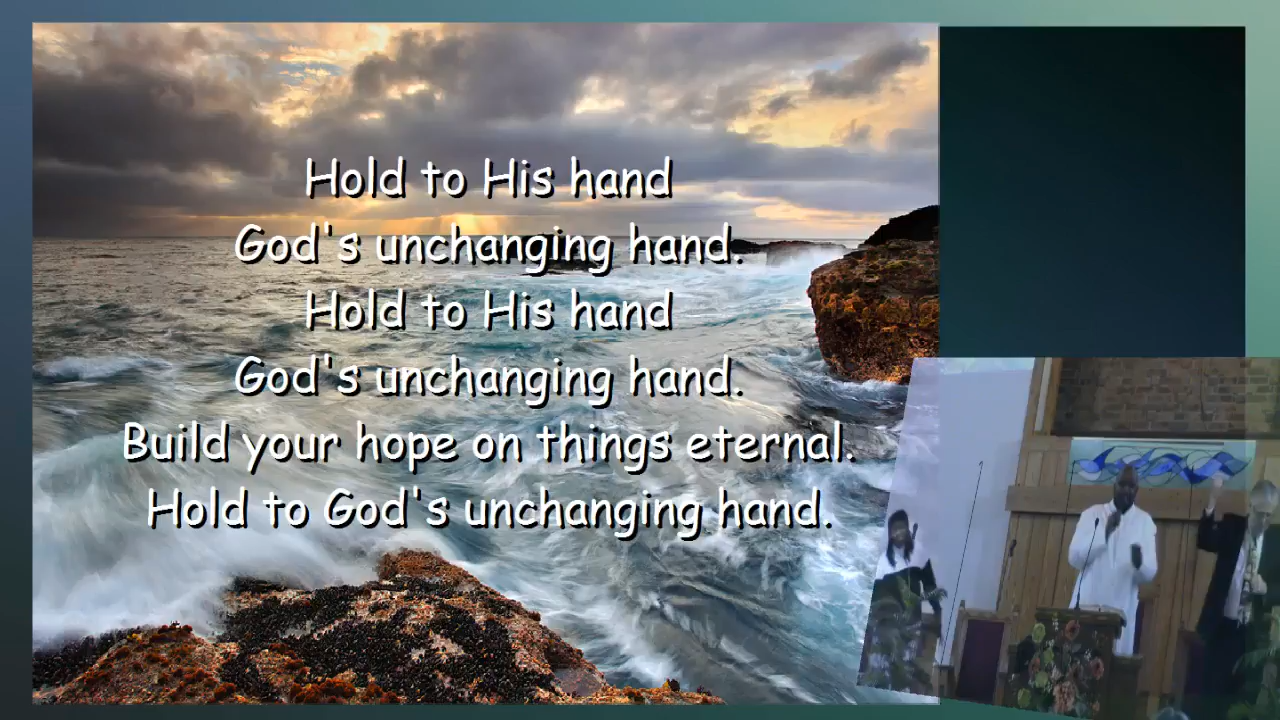 Hold to His hand
God's unchanging hand.
Hold to His hand
God's unchanging hand.
Build your hope on things eternal.
Hold to God's unchanging hand.